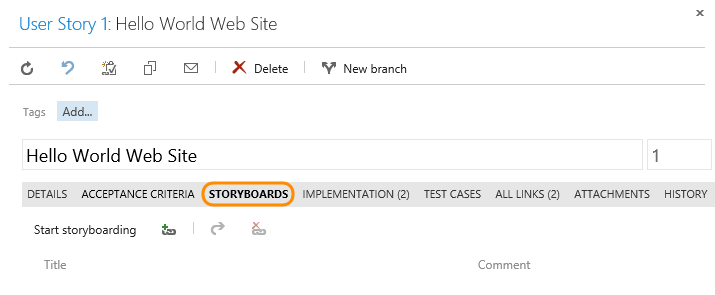 User Story 1: Hello World Web Site
Delete New branch
Tags Add...
Hello World Web Site 1
DETAILS ACCEPTANCE CRITERIA STORYBOARDS IMPLEMENTATION (2) TEST CASES ALL LINKS (2) ATTACHMENTS HISTORY
Start storyboarding
Title Comment